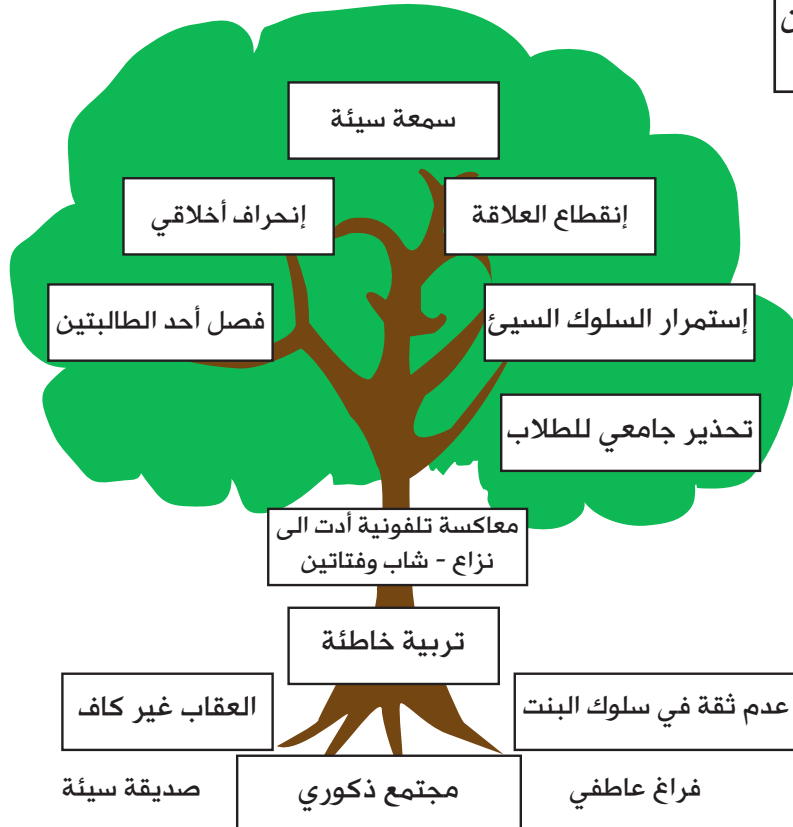 سمعة سيئة
إنقطاع العلاقة
إنحراف أخلاقي
إستمرار السلوك السيئ
فصل أحد الطالبتين
تحذير جامعي للطلاب
معاكسة تلفونية أدت الى
نزاع - شاب وفتاتين
تربية خاطئة
عدم ثقة في سلوك البنت
العقاب غير كاف
فراغ عاطفي
مجتمع ذكوري
صديقة سيئة